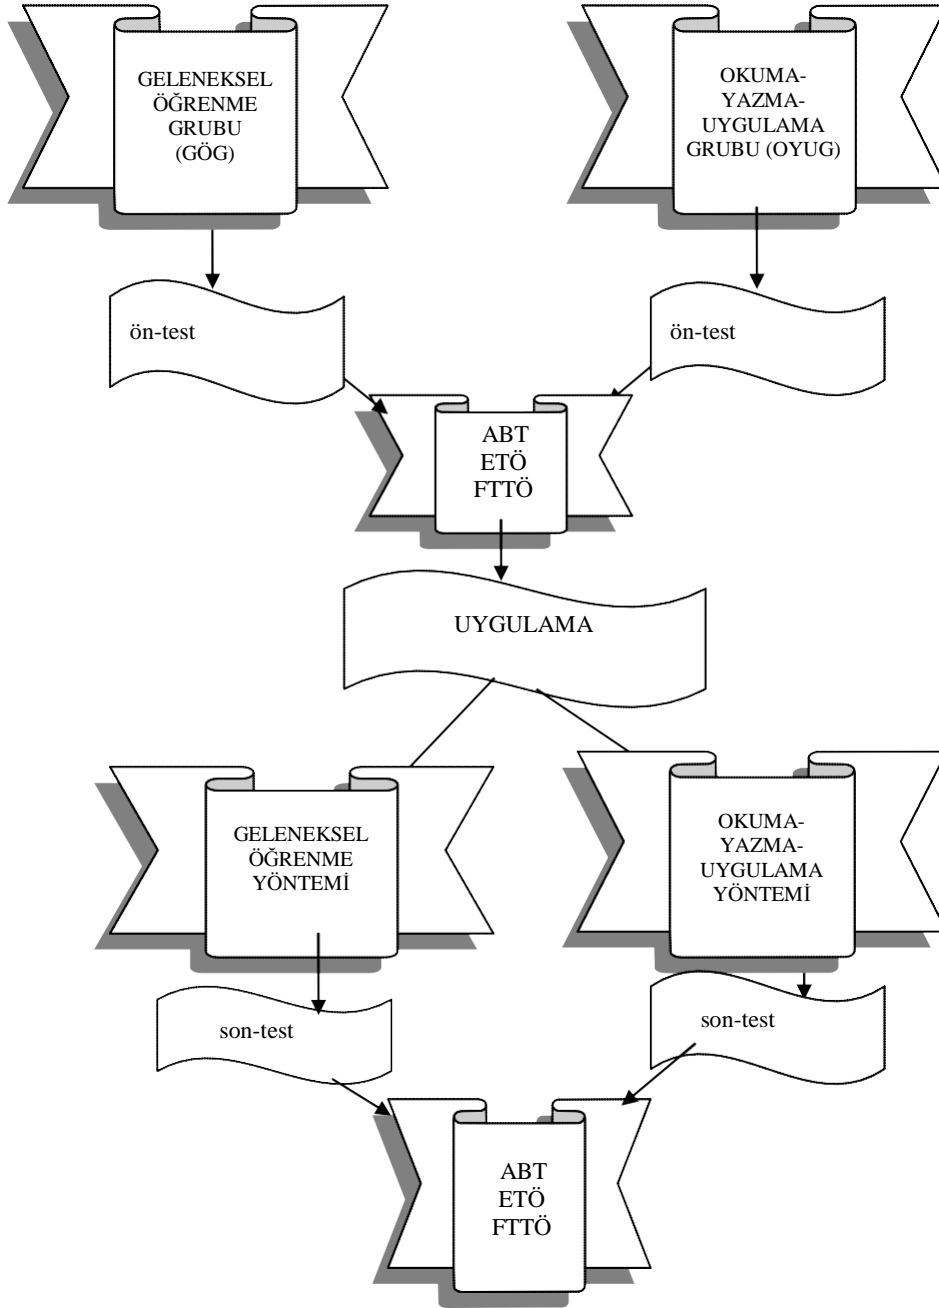 GELENEKSEL
ÖĞRENME
GRUBU
(GÖG)
OKUMA-
YAZMA-
UYGULAMA
GRUBU (OYUG)
ön-test
ön-test
ABT
ETÖ
FTTÖ
UYGULAMA
GELENEKSEL
ÖĞRENME
YÖNTEMİ
OKUMA-
YAZMA-
UYGULAMA
YÖNTEMİ
son-test
son-test
ABT
ETÖ
FTTÖ